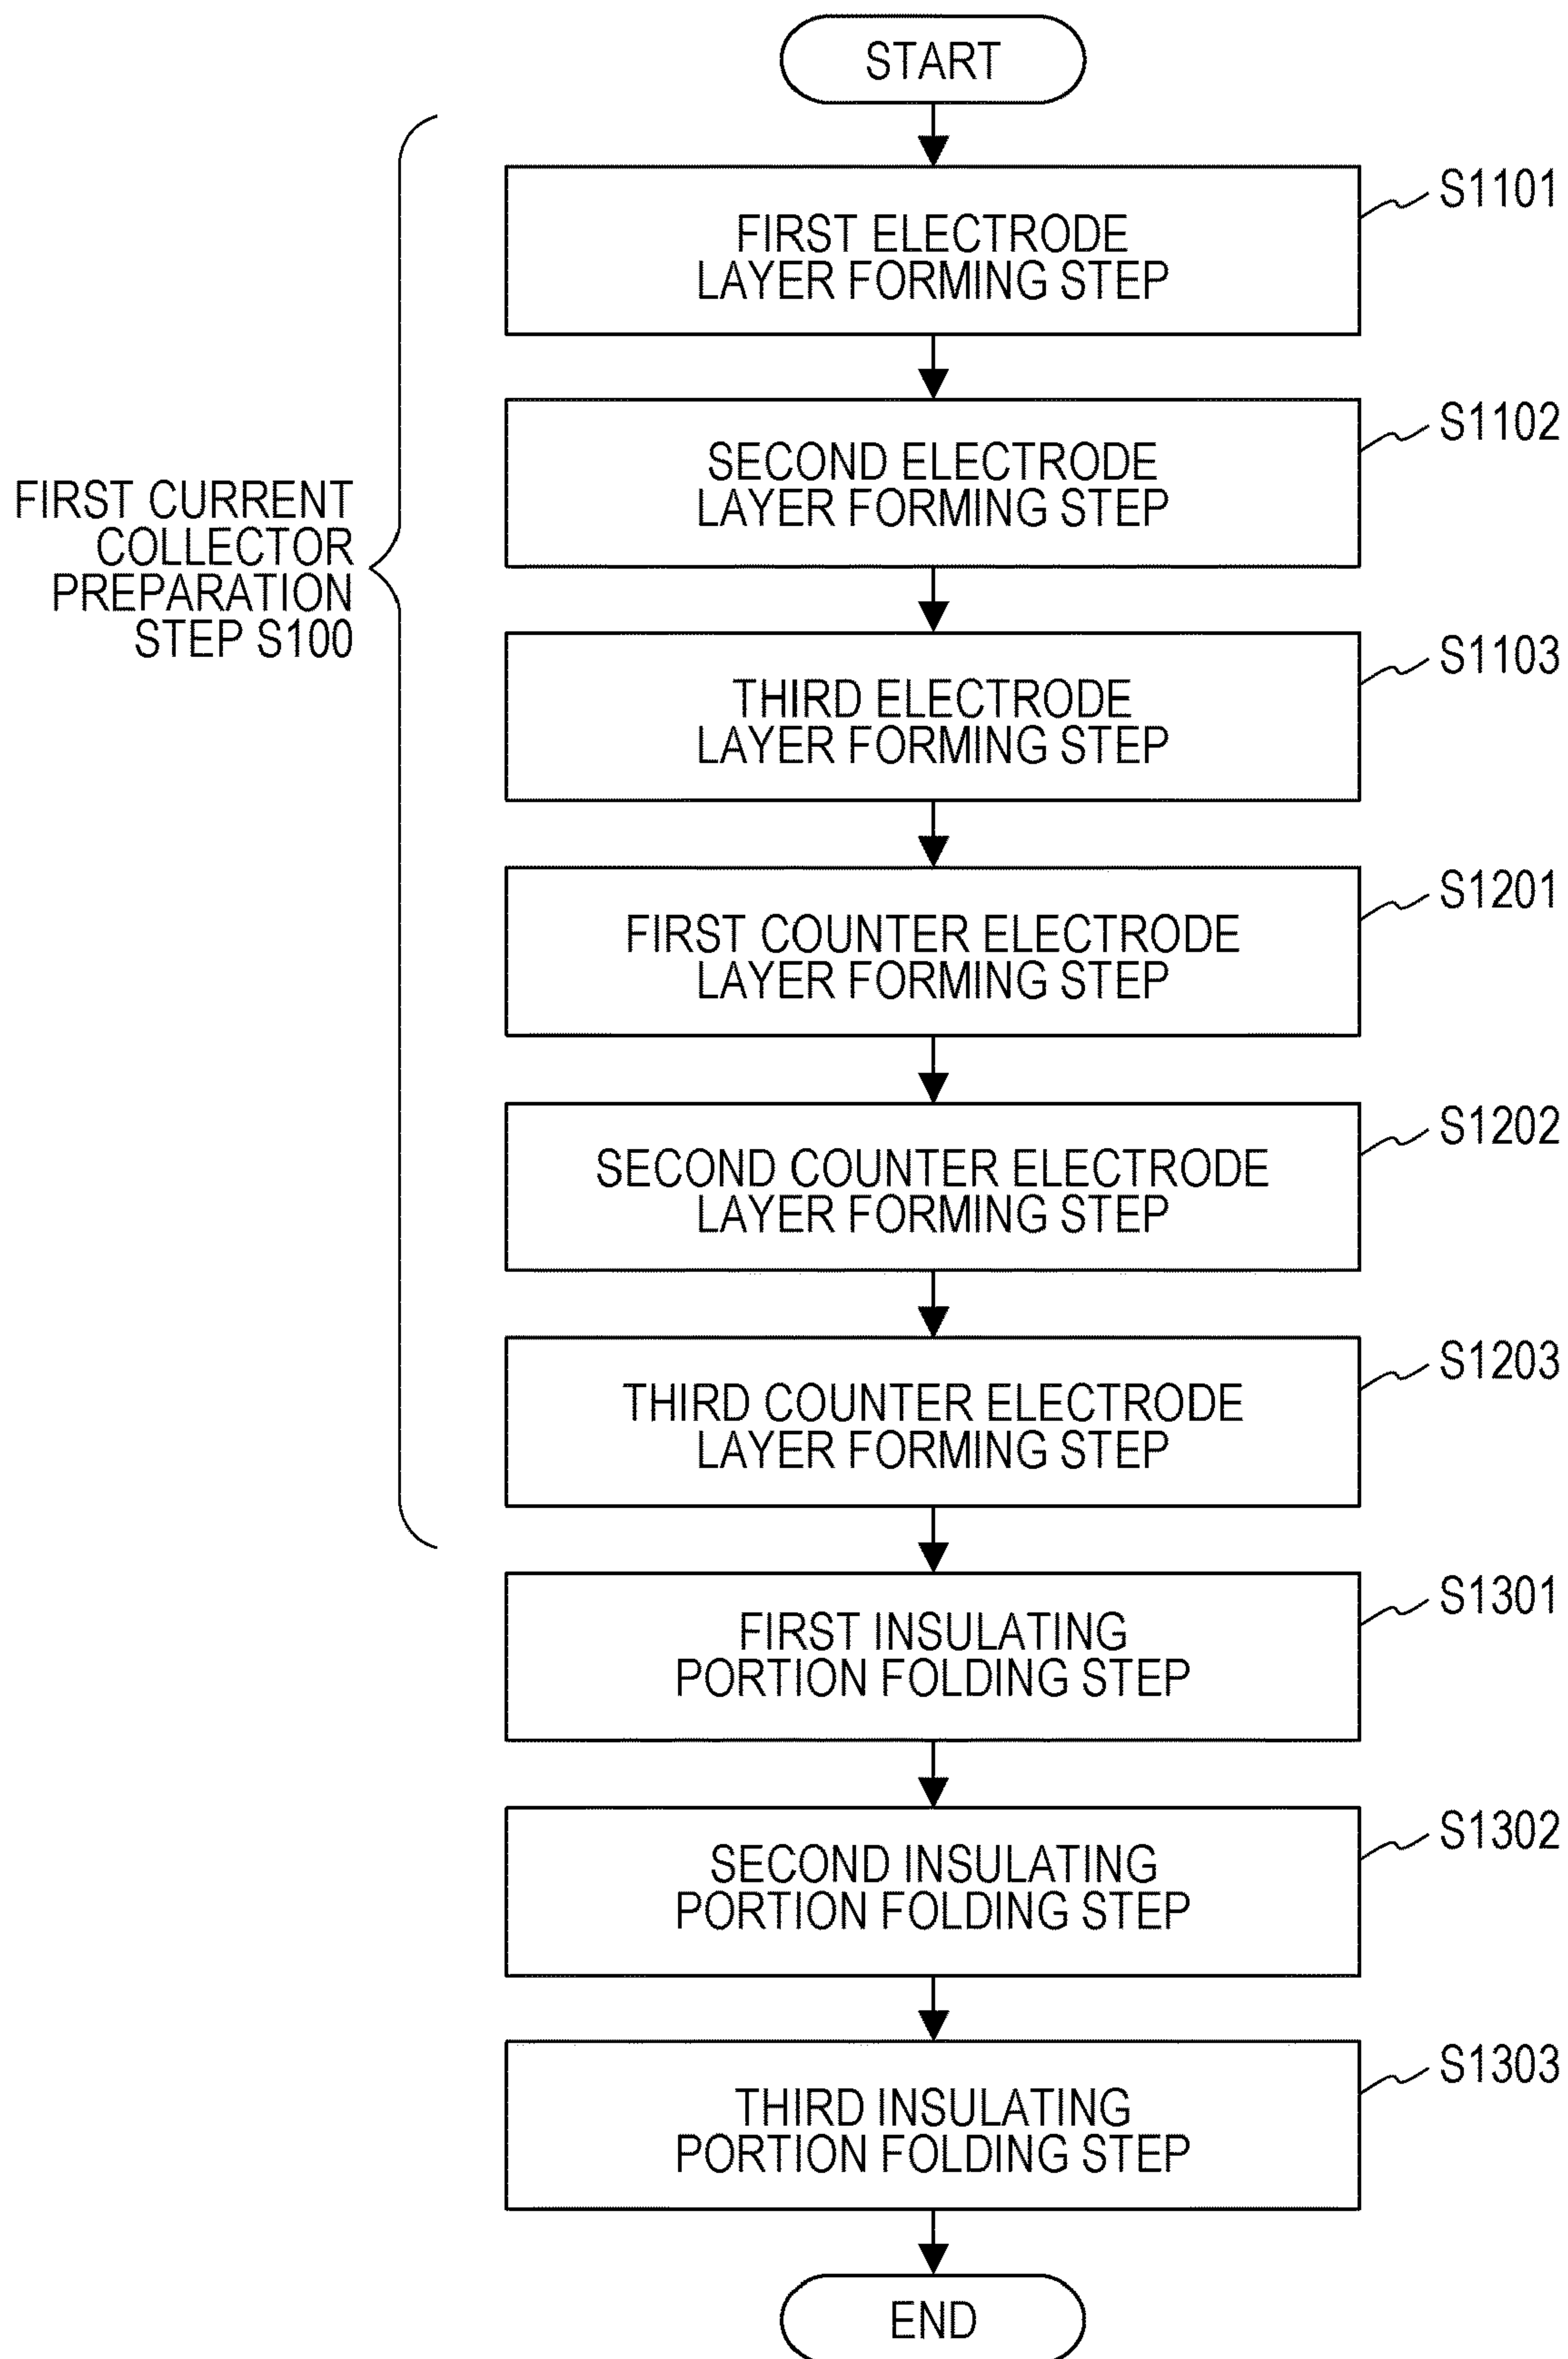 START
S1101
FIRST ELECTRODE
LAYER FORMING STEP
S1102
SECOND ELECTRODE
LAYER FORMING STEP
FIRST CURRENT
COLLECTOR
PREPARATION
STEP S100
S1103
THIRD ELECTRODE
LAYER FORMING STEP
S1201
FIRST COUNTER ELECTRODE
LAYER FORMING STEP
S1202
SECOND COUNTER ELECTRODE
LAYER FORMING STEP
S1203
THIRD COUNTER ELECTRODE
LAYER FORMING STEP
S1301
FIRST INSULATING
PORTION FOLDING STEP
S1302
SECOND INSULATING
PORTION FOLDING STEP
S1303
THIRD INSULATING
PORTION FOLDING STEP
END